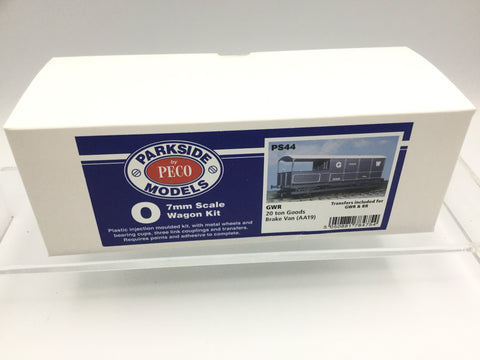 PARKSIDE
by
PECO
MODELS
O 7mm Scale
Wagon Kit
Plastic injection moulded kit, with metal wheels and
bearing cups, three link couplings and transfers.
Requires paints and adhesive to complete.
PS44
G W
GWR
20 ton Goods
Brake Van (AA19)
Transfers included for
GWR & BR